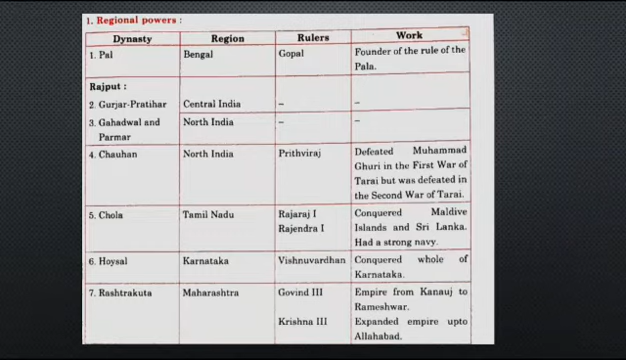 1. Regional powers :
Dynasty Region Rulers Work
1. Pal Bengal Gopal Founder of the rule of the
Pala.
Rajput :
2. Gurjar-Pratihar Central India – –
3. Gahadwal and North India – –
Parmar
4. Chauhan North India Prithviraj Defeated Muhammad
Ghuri in the First War of
Tarai but was defeated in
the Second War of Tarai.
5. Chola Tamil Nadu Rajaraj I Conquered Maldive
Rajendra I Islands and Sri Lanka.
Had a strong navy.
6. Hoysal Karnataka Vishnuvardhan Conquered whole of
Karnataka.
7. Rashtrakuta Maharashtra Govind III Empire from Kanauj to
Rameshwar.
Krishna III Expanded empire upto
Allahabad.